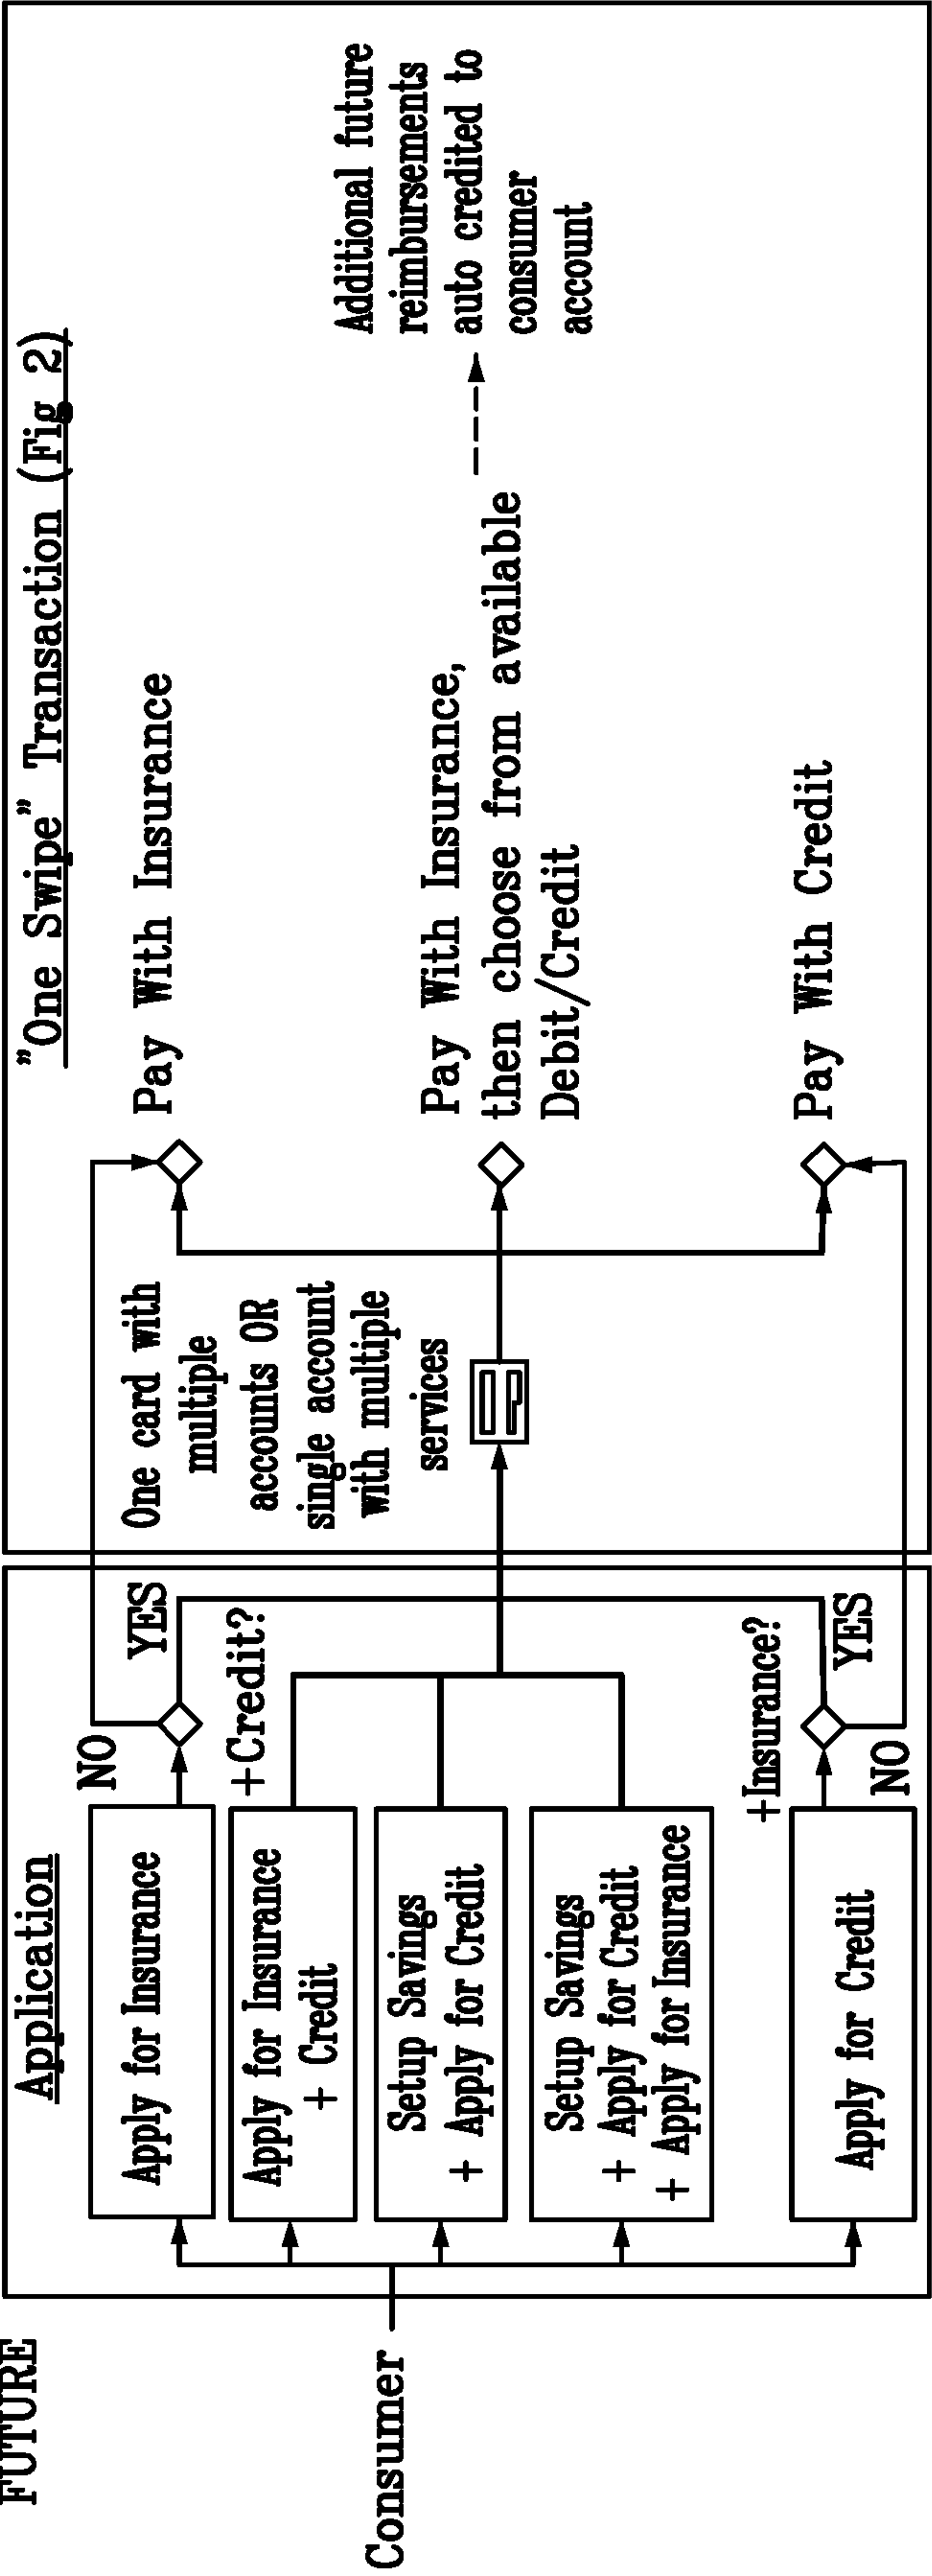 FUTURE
Consumer
Application
Apply for Insurance
NO
YES
+Credit?
Apply for Insurance
+ Credit
Setup Savings
+ Apply for Credit
Setup Savings
+ Apply for Credit
+ Apply for Insurance
+Insurance?
Apply for Credit
NO
YES
"One Swipe" Transaction (Fig 2)
One card with
multiple
accounts OR
single account
with multiple
services
Pay With Insurance
Pay With Insurance,
then choose from available
Debit/Credit
Additional future
reimbursements
auto credited to
consumer
account
Pay With Credit